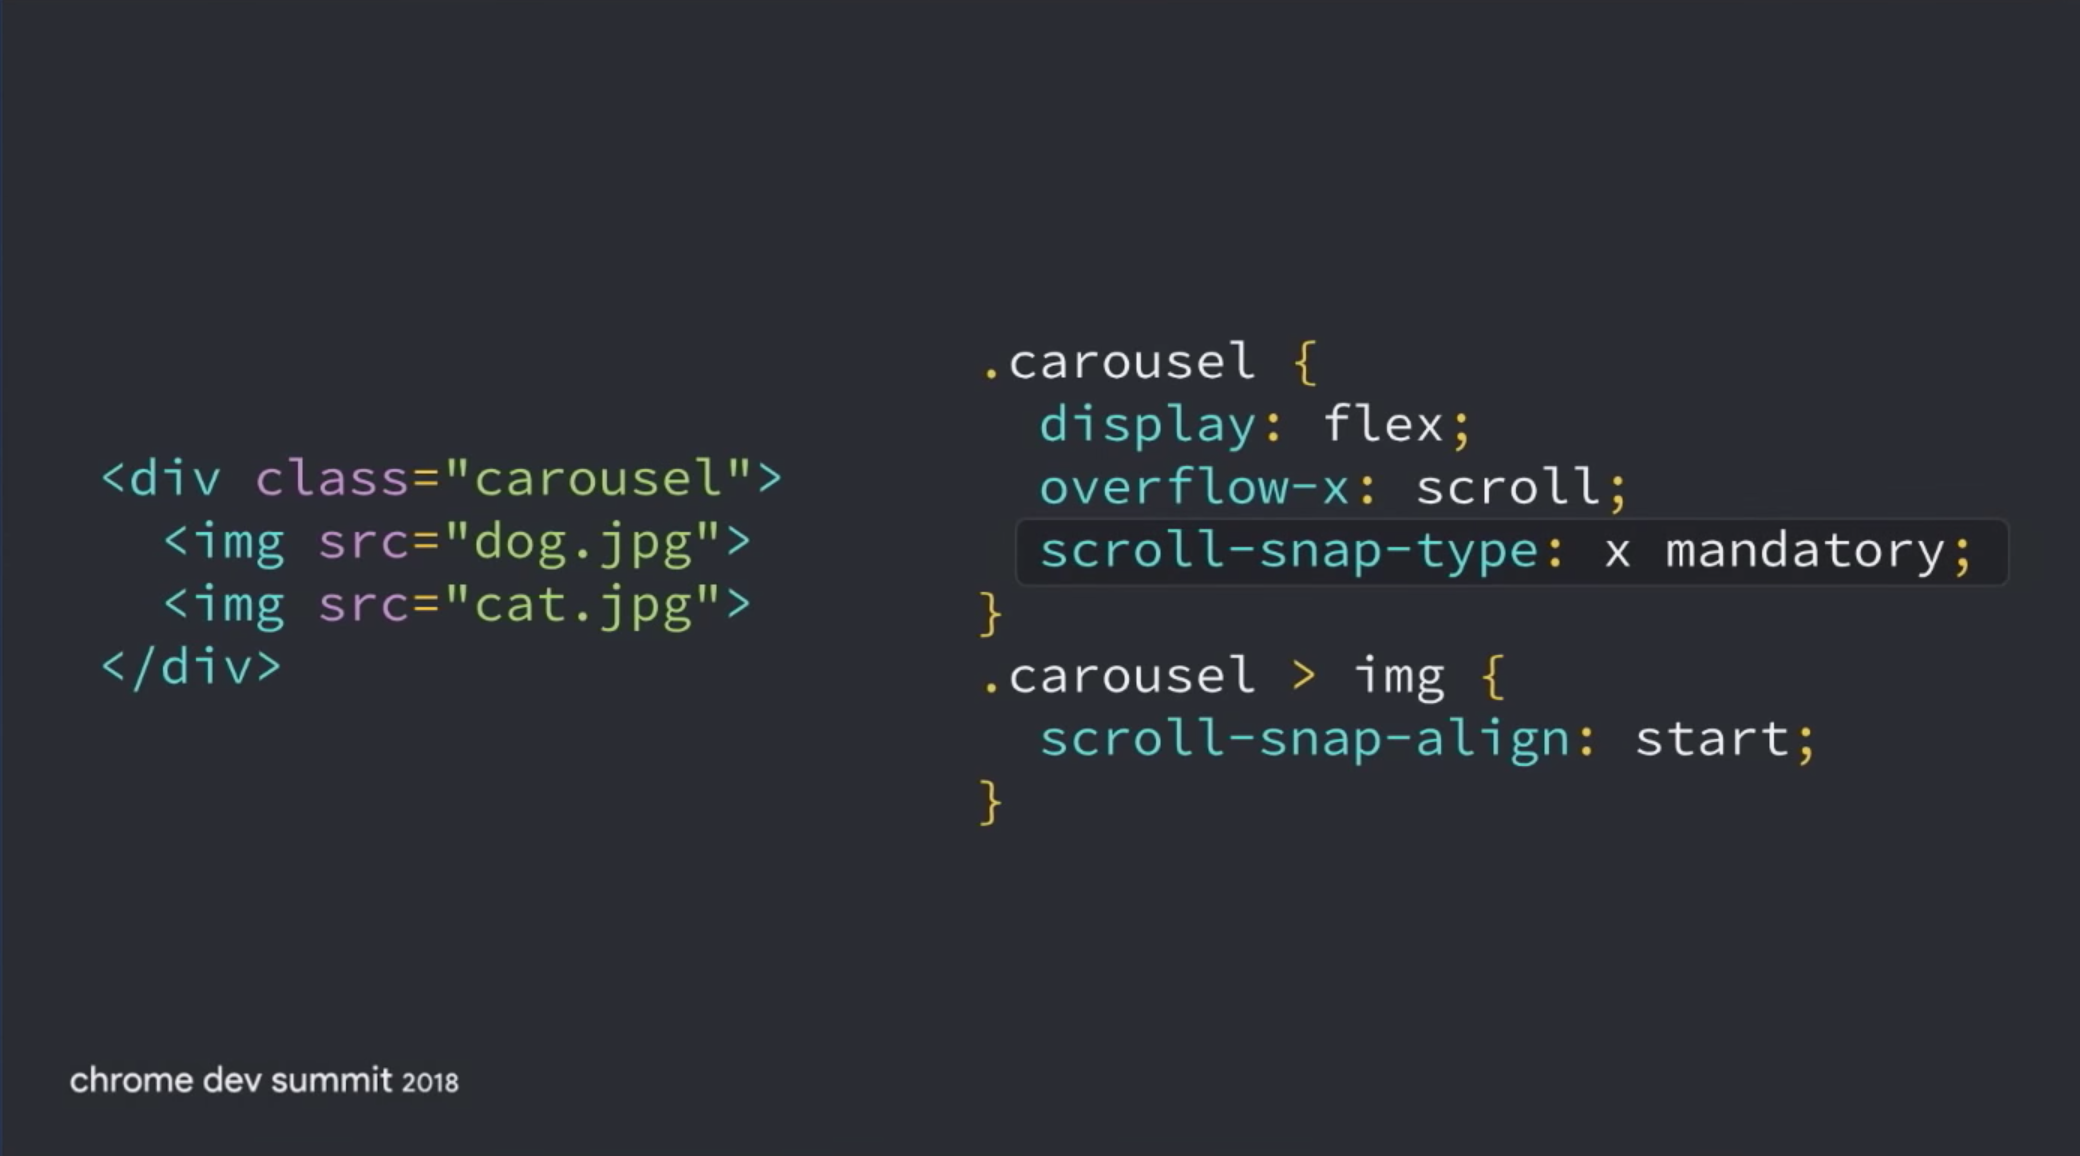 <div class="carousel">
  <img src="dog.jpg">
  <img src="cat.jpg">
</div>
.carousel {
  display: flex;
  overflow-x: scroll;
  scroll-snap-type: x mandatory;
}
.carousel > img {
  scroll-snap-align: start;
}
chrome dev summit 2018